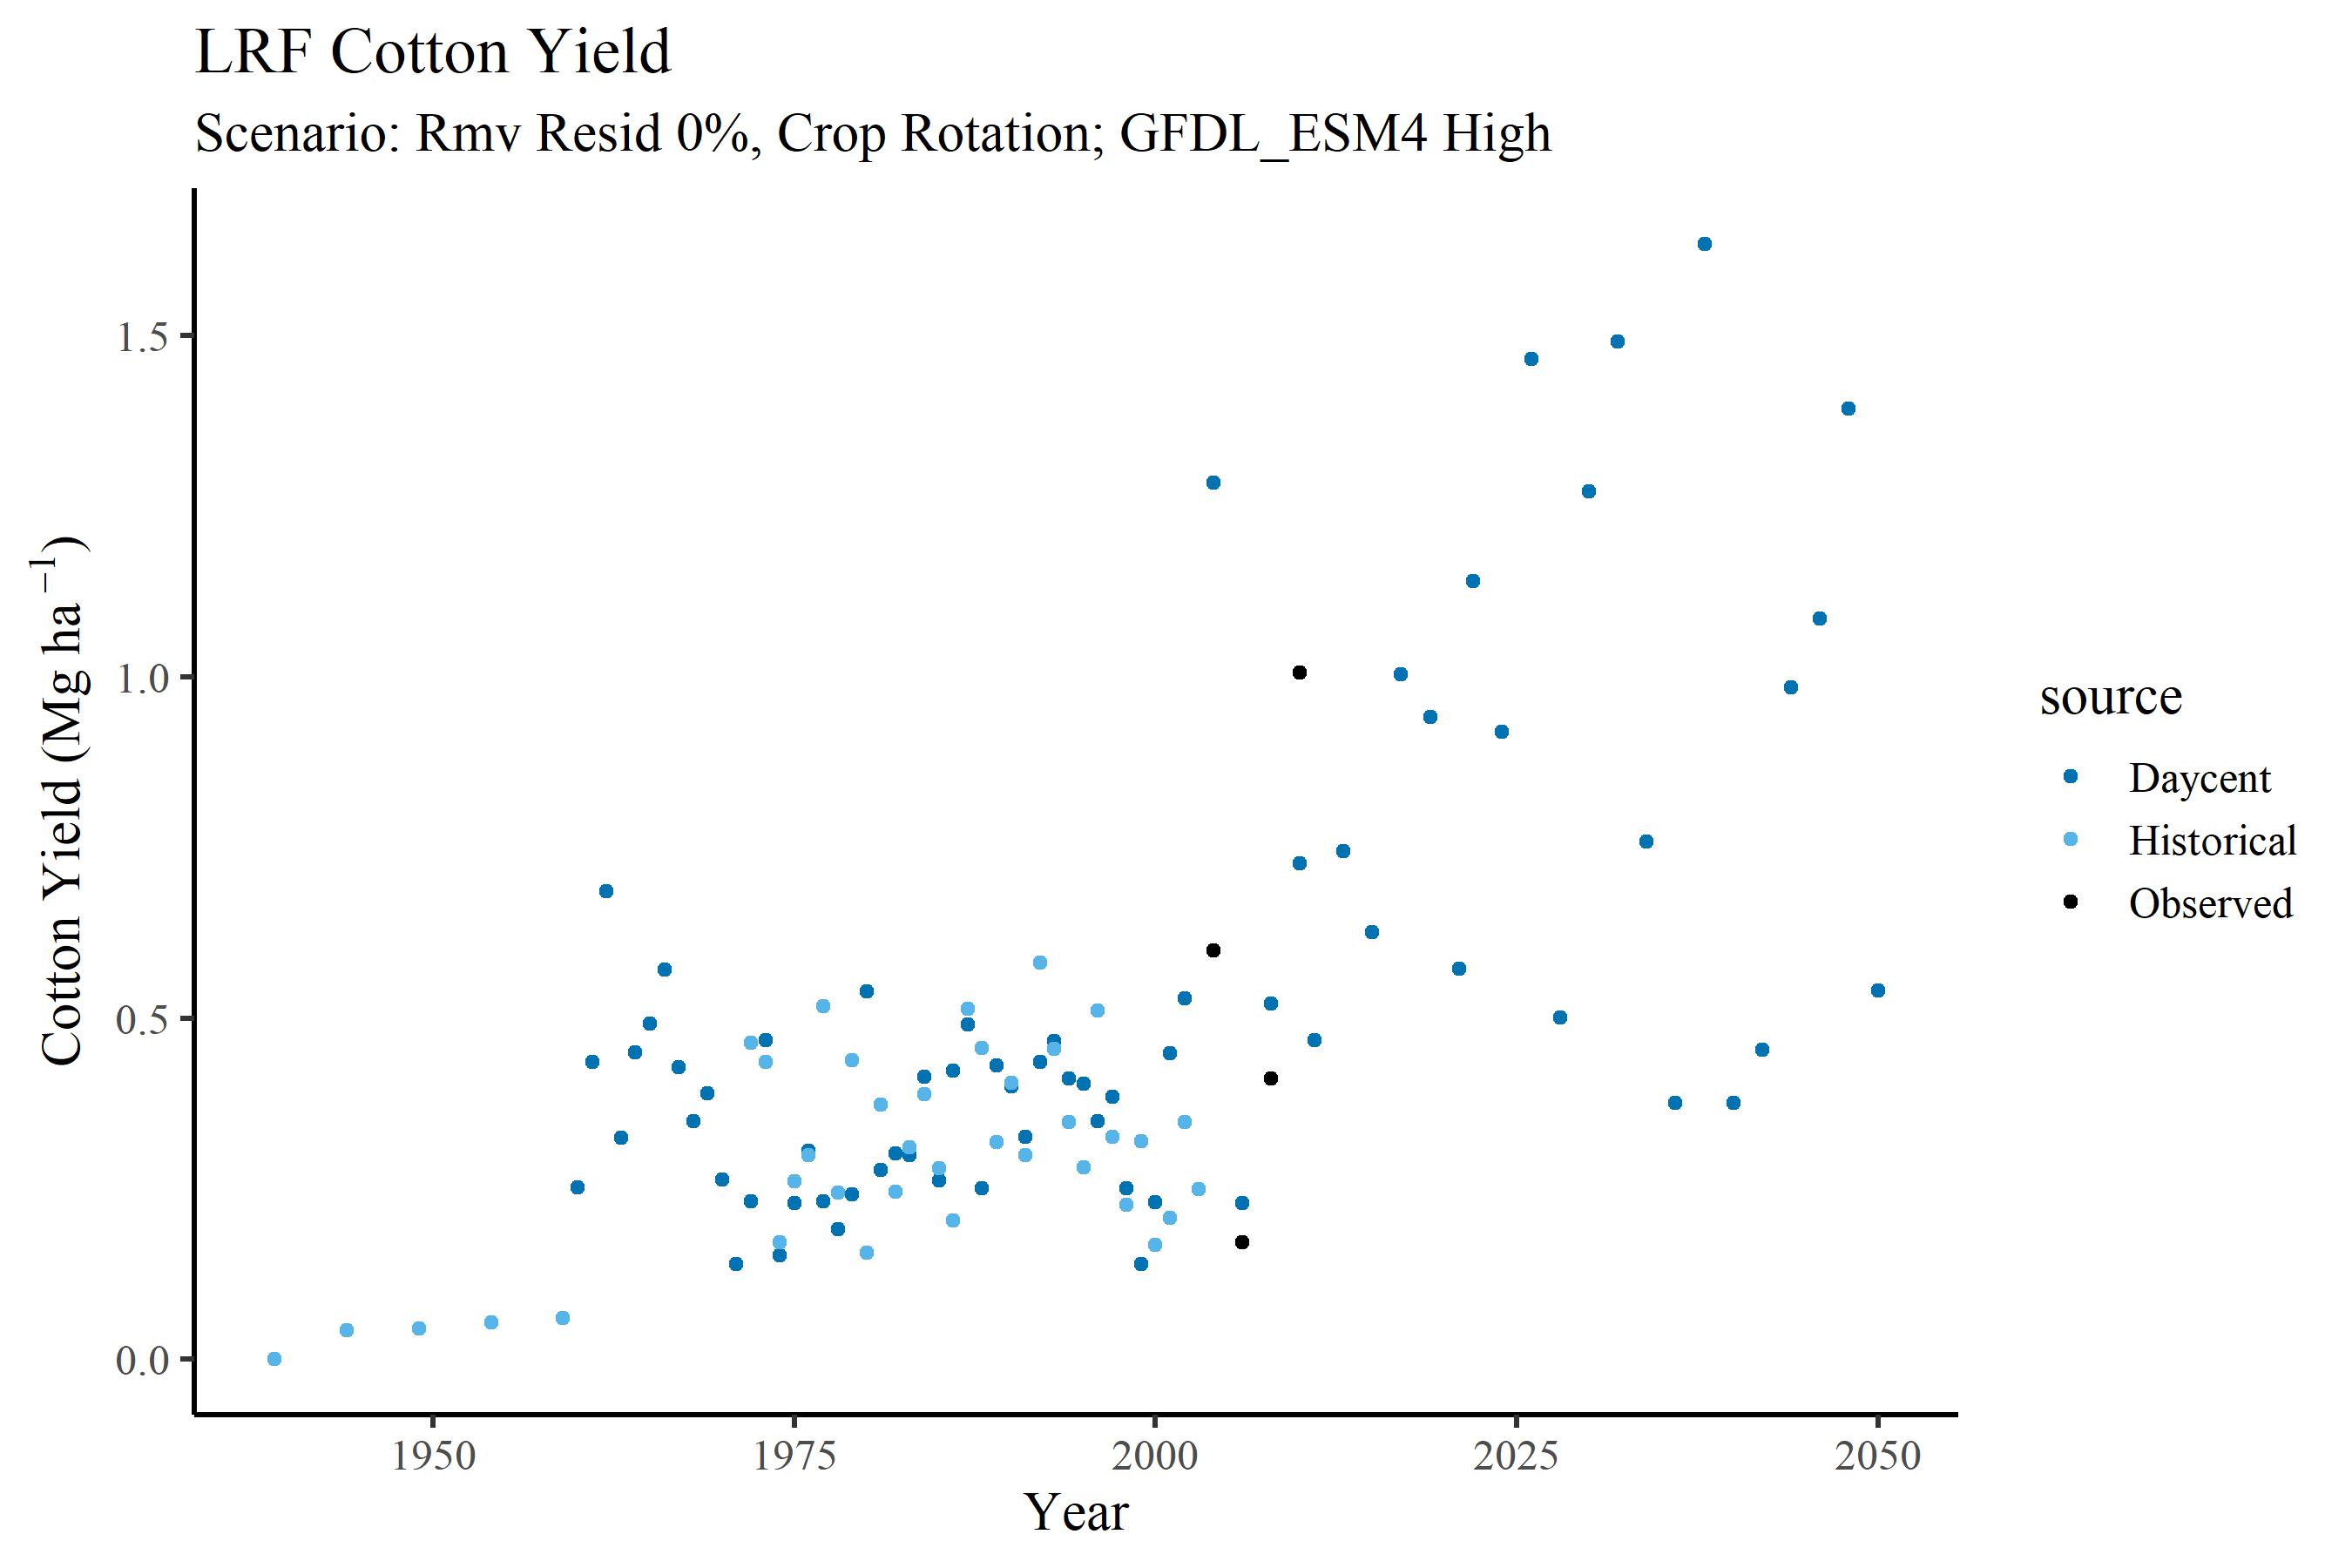 LRF Cotton Yield
Scenario: Rmv Resid 0%, Crop Rotation; GFDL_ESM4 High
Cotton Yield (Mg ha⁻¹)
1.5
1.0
0.5
0.0
1950 1975 2000 2025 2050
Year
source
Daycent
Historical
Observed